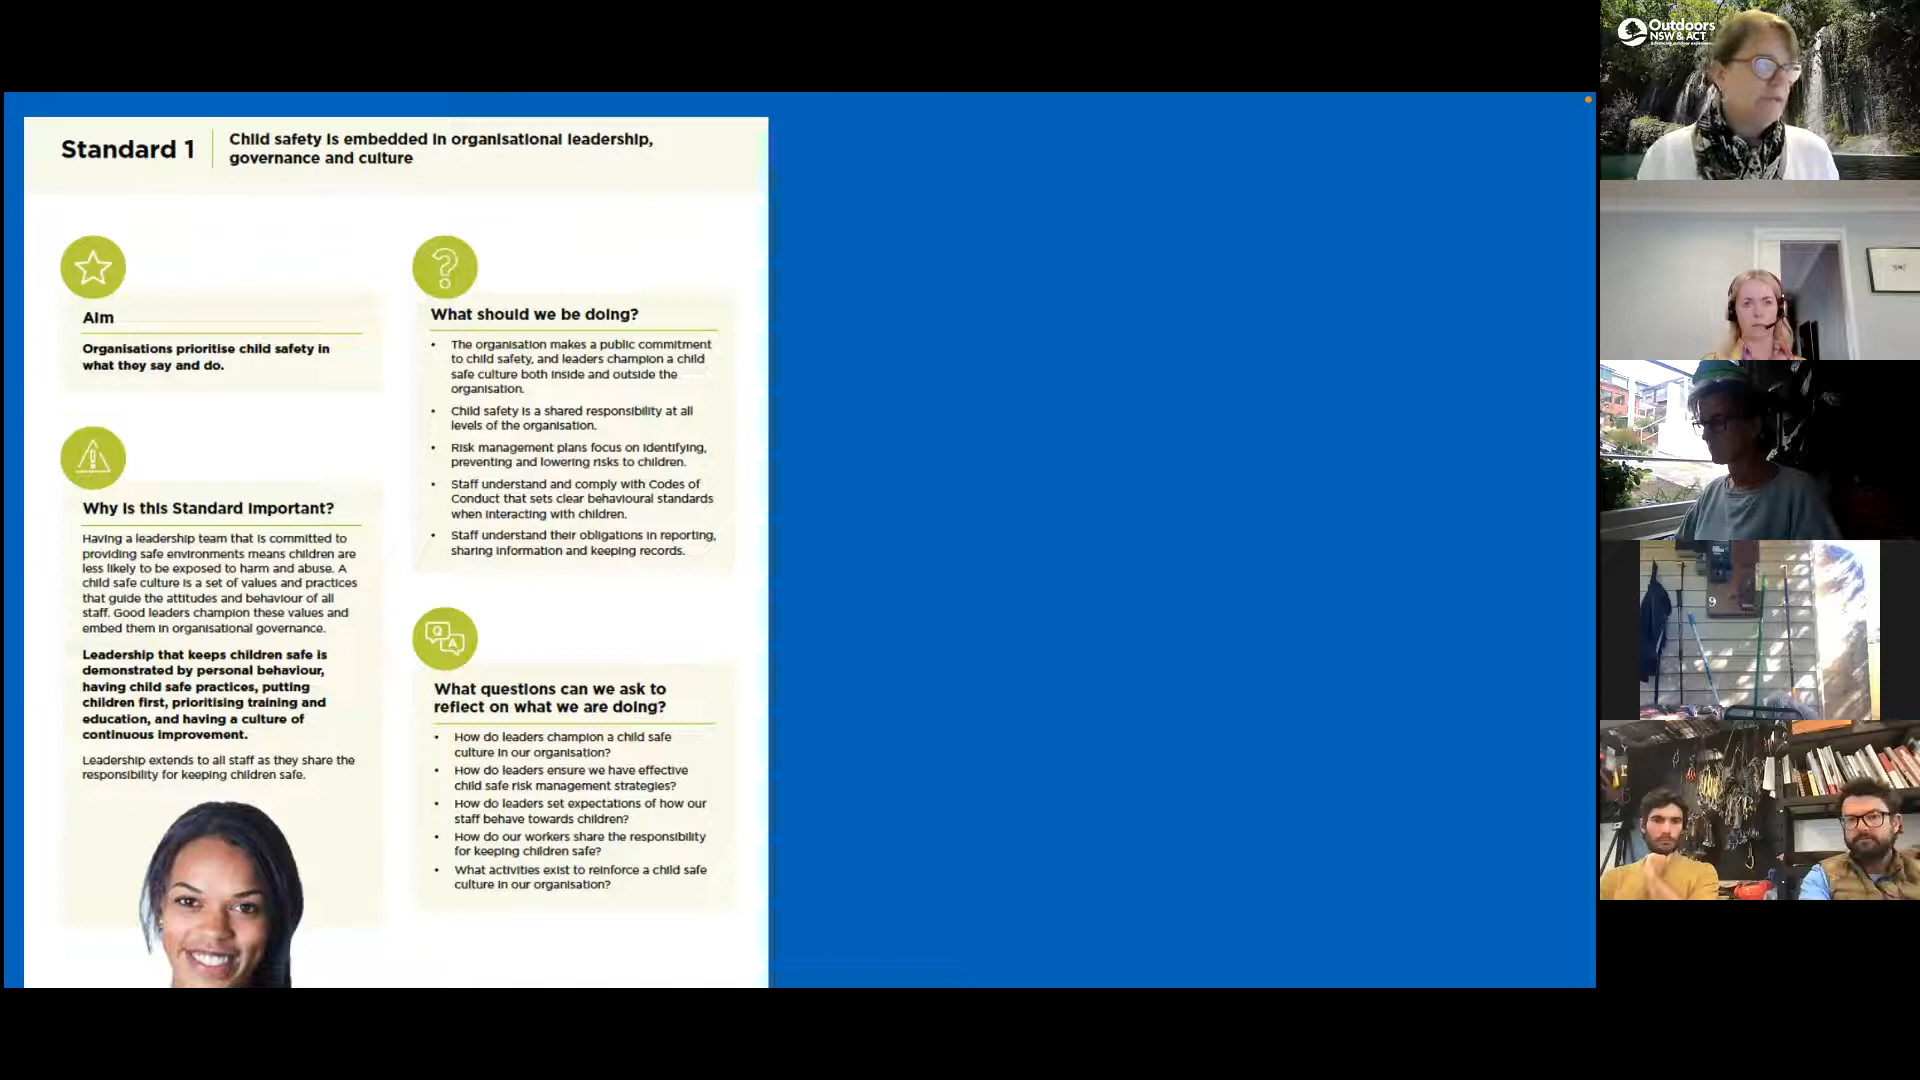 Standard 1
Child safety is embedded in organisational leadership,
governance and culture
Aim
Organisations prioritise child safety in
what they say and do.
Why is this Standard important?
Having a leadership team that is committed to
providing safe environments means children are
less likely to be exposed to harm and abuse. A
child safe culture is a set of values and practices
that guide the attitudes and behaviour of all
staff. Good leaders champion these values and
embed them in organisational governance.
Leadership that keeps children safe is
demonstrated by personal behaviour,
having child safe practices, putting
children first, prioritising training and
education, and having a culture of
continuous improvement.
Leadership extends to all staff as they share the
responsibility for keeping children safe.
What should we be doing?
• The organisation makes a public commitment
to child safety, and leaders champion a child
safe culture both inside and outside the
organisation.
• Child safety is a shared responsibility at all
levels of the organisation.
• Risk management plans focus on identifying,
preventing and lowering risks to children.
• Staff understand and comply with Codes of
Conduct that sets clear behavioural standards
when interacting with children.
• Staff understand their obligations in reporting,
sharing information and keeping records.
Q
A
What questions can we ask to
reflect on what we are doing?
• How do leaders champion a child safe
culture in our organisation?
• How do leaders ensure we have effective
child safe risk management strategies?
• How do leaders set expectations of how our
staff behave towards children?
• How do our workers share the responsibility
for keeping children safe?
• What activities exist to reinforce a child safe
culture in our organisation?
Outdoors
NSW & ACT
9